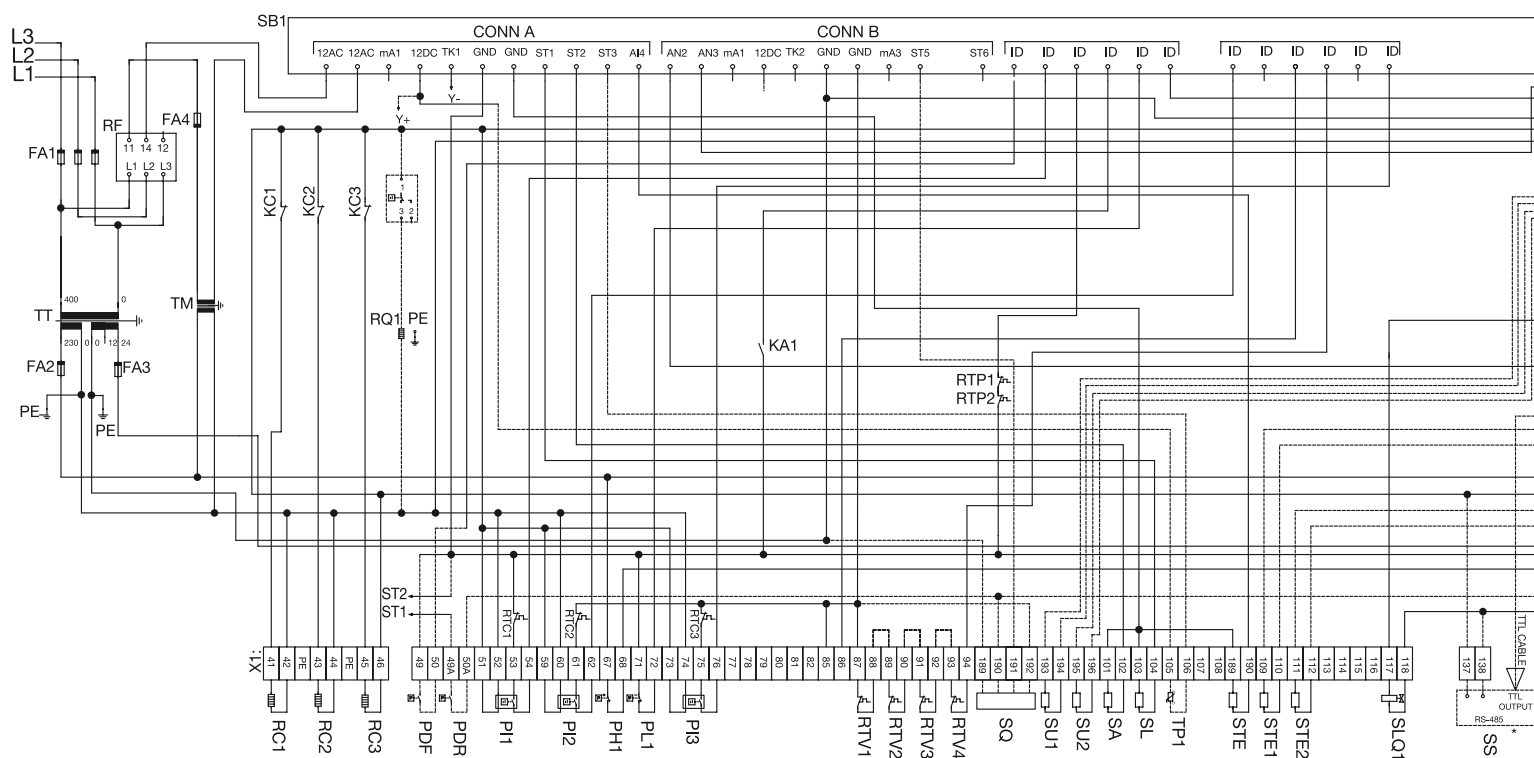 SB1
CONN A
CONN B
12AC 12AC mA1 12DC TK1 GND GND ST1 ST2 ST3 AI4
AN2 AN3 mA1 12DC TK2 GND GND mA3 ST5 ST6 ID ID ID ID ID ID
ID ID ID ID ID ID
L3
L2
L1
Y-
Y+
RF
FA4
11 14 12
L1 L2 L3
FA1
KC1
KC2
KC3
1
3 2
400 0
TT
TM
RQ1 PE
230 0 0 12 24
FA2
FA3
KA1
RTP1
RTP2
PE
PE
ST2
ST1
RTC1
RTC2
RTC3
TTL CABLE
:X1
41 42 PE 43 44 PE 45 46
49 50 49A 50A 51 52 53 54 59 60 61 62 67 68 71 72 73 74 75 76 77 78 79 80 81 82 83 84 85 86 87 88 89 90 91 92 93 94 189 190 191 192 193 194 195 196 101 102 103 104 105 106 107 108 189 190 109 110 111 112 113 114 115 116 117 118
137 138
TTL
OUTPUT
RS-485
*
RC1
RC2
RC3
PDF
PDR
PI1
PI2
PH1
PL1
PI3
RTV1
RTV2
RTV3
RTV4
SQ
SU1
SU2
SA
SL
TP1
STE
STE1
STE2
SLQ1
SS